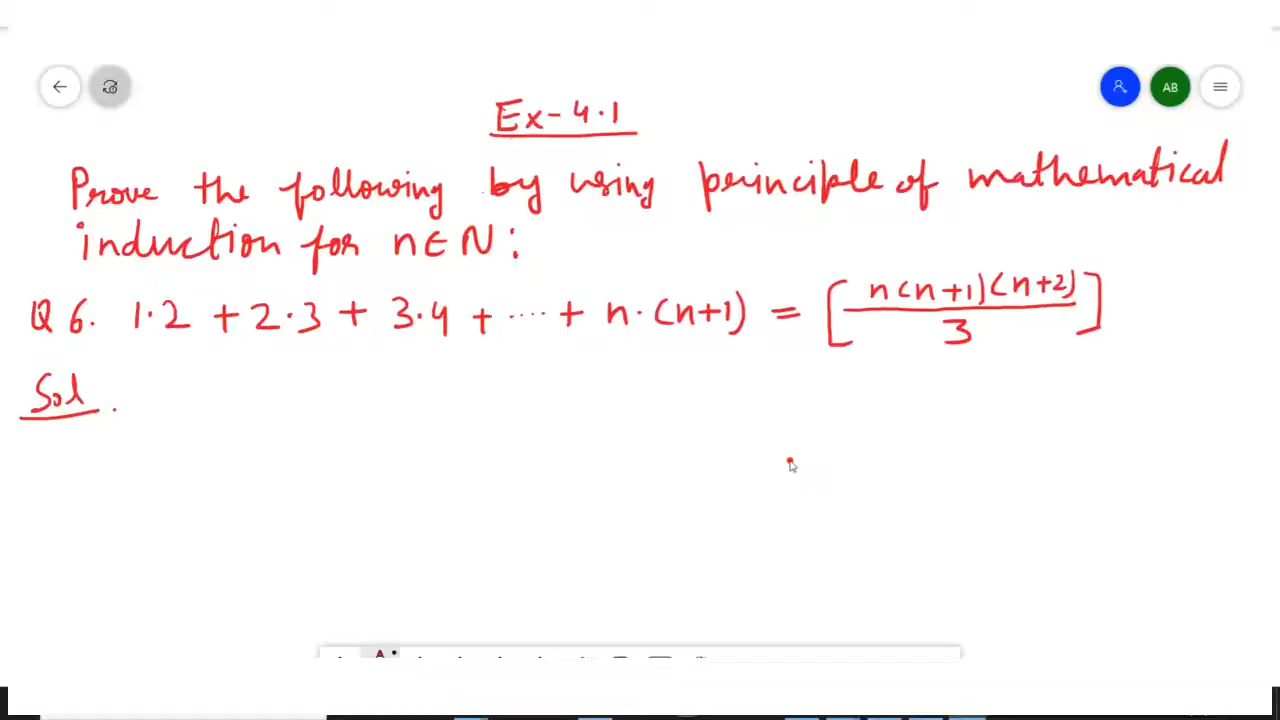 AB
Ex-4.1
Prove the following by using principle of mathematical
induction for n∈N:
Q6. 1·2 + 2·3 + 3·4 + ···· + n·(n+1) = [n(n+1)(n+2)/3]
Sol.